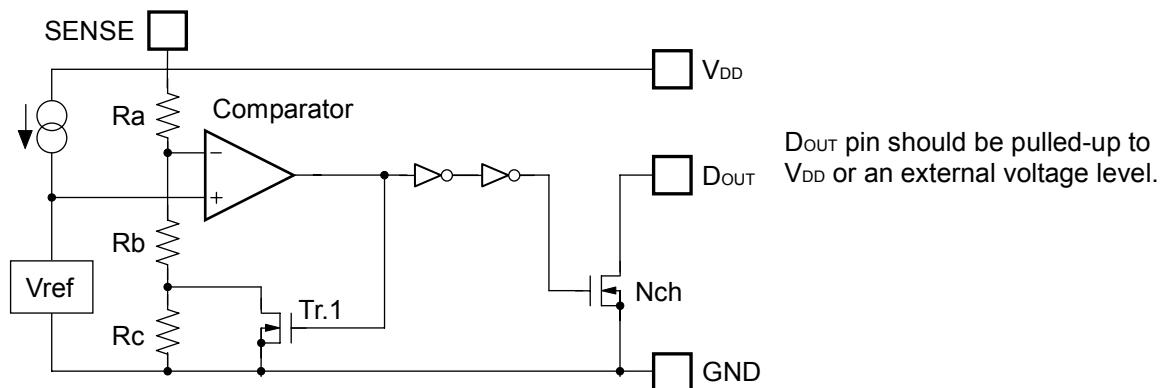 SENSE
VDD
Ra
Comparator
−
+
DOUT
DOUT pin should be pulled-up to
VDD or an external voltage level.
Rb
Vref
Tr.1
Nch
Rc
GND